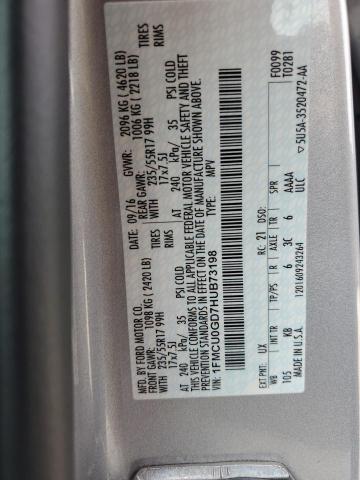 MFD. BY FORD MOTOR CO.
DATE: 09/16 GVWR: 2096 KG ( 4620 LB)
FRONT GAWR: 1098 KG (2420 LB) REAR GAWR: 1006 KG (2218 LB)
235/55R17 99H TIRES 235/55R17 99H TIRES
17x7.5J RIMS 17x7.5J RIMS
AT 240 kPa/ 35 PSI COLD AT 240 kPa/ 35 PSI COLD
THIS VEHICLE CONFORMS TO ALL APPLICABLE FEDERAL MOTOR VEHICLE SAFETY AND THEFT
PREVENTION STANDARDS IN EFFECT ON THE DATE OF MANUFACTURE SHOWN ABOVE.
VIN: 1FMCU0GD7HUB73198
TYPE: MPV
F0099
T0281
EXT PNT: UX RC: 21 DSO:
WB INT TR TP/PS R AXLE TR SPR
105 KB 6 3C 6 AAAA
MADE IN U.S.A. 1201609243264 ULC
▽5U5A-3520472-AA